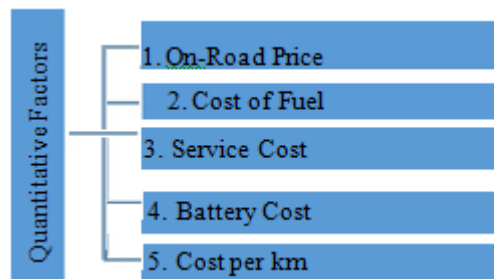 Quantitative Factors
1. On-Road Price
2. Cost of Fuel
3. Service Cost
4. Battery Cost
5. Cost per km